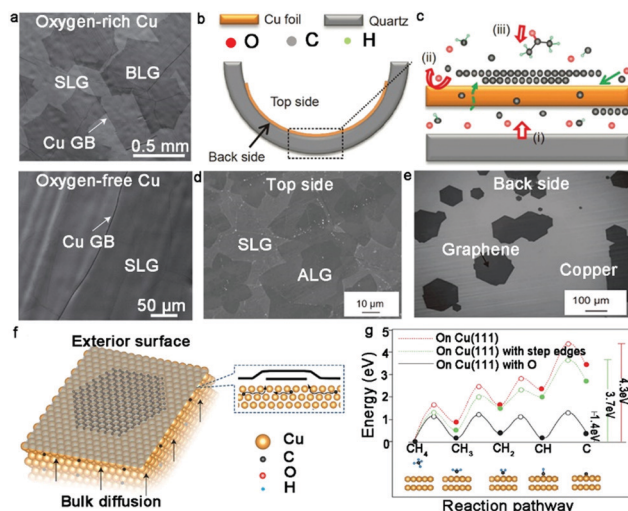 a
Oxygen-rich Cu
SLG
BLG
Cu GB
0.5 mm
Oxygen-free Cu
Cu GB
SLG
50 μm
b
Cu foil
Quartz
O
C
H
Top side
Back side
c
(iii)
(ii)
(i)
d
Top side
SLG
ALG
10 μm
e
Back side
Graphene
Copper
100 μm
f
Exterior surface
Bulk diffusion
Cu
C
O
H
g
Energy (eV)
5
4
3
2
1
0
On Cu(111)
On Cu(111) with step edges
On Cu(111) with O
4.3eV
3.7eV
1.4eV
CH4
CH3
CH2
CH
C
Reaction pathway